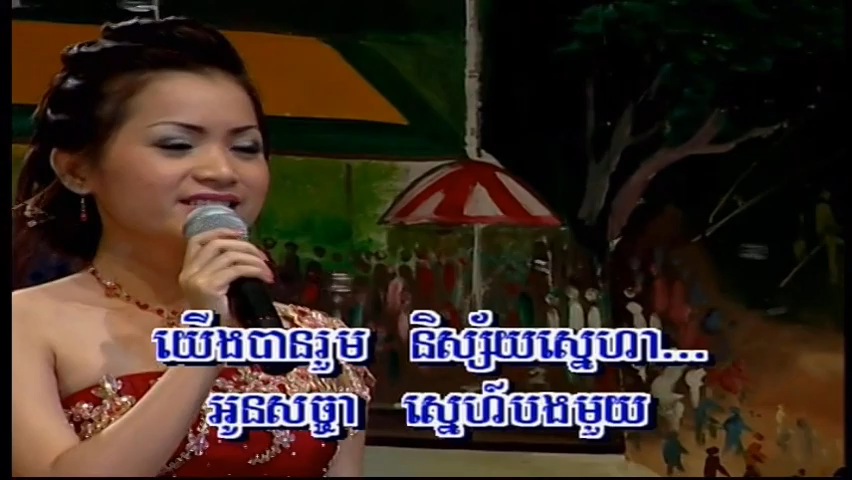 យើងបានរួម និស្ស័យស្នេហា...
អូនសច្ចា ស្នេហ៍បងមួយ